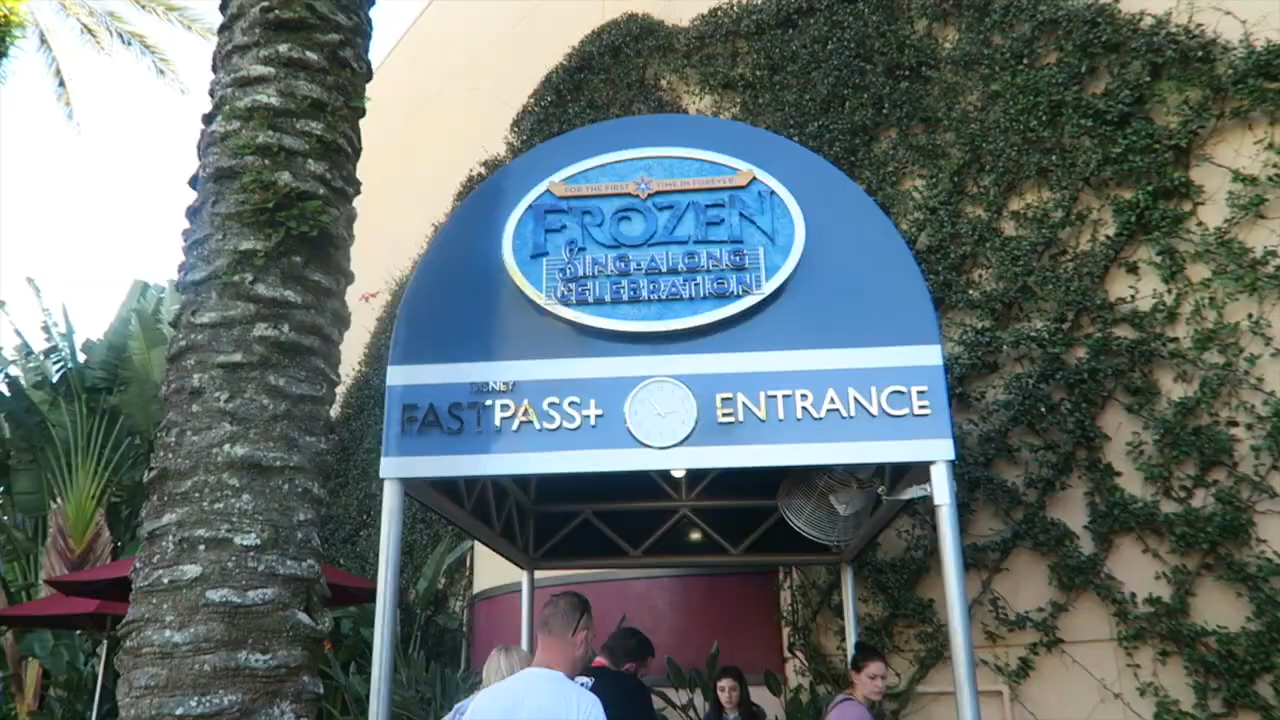 FOR THE FIRST TIME IN FOREVER
FROZEN
SING-ALONG
CELEBRATION
DISNEY
FASTPASS+ ENTRANCE